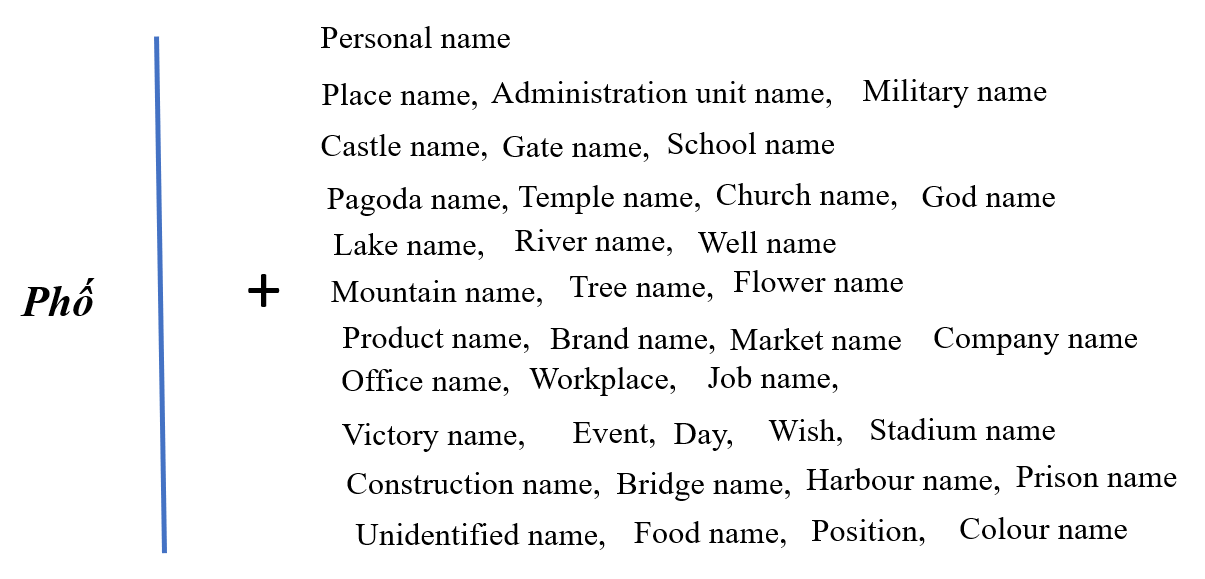 Personal name
Place name, Administration unit name, Military name
Castle name, Gate name, School name
Pagoda name, Temple name, Church name, God name
Lake name, River name, Well name
Phố + Mountain name, Tree name, Flower name
Product name, Brand name, Market name Company name
Office name, Workplace, Job name,
Victory name, Event, Day, Wish, Stadium name
Construction name, Bridge name, Harbour name, Prison name
Unidentified name, Food name, Position, Colour name